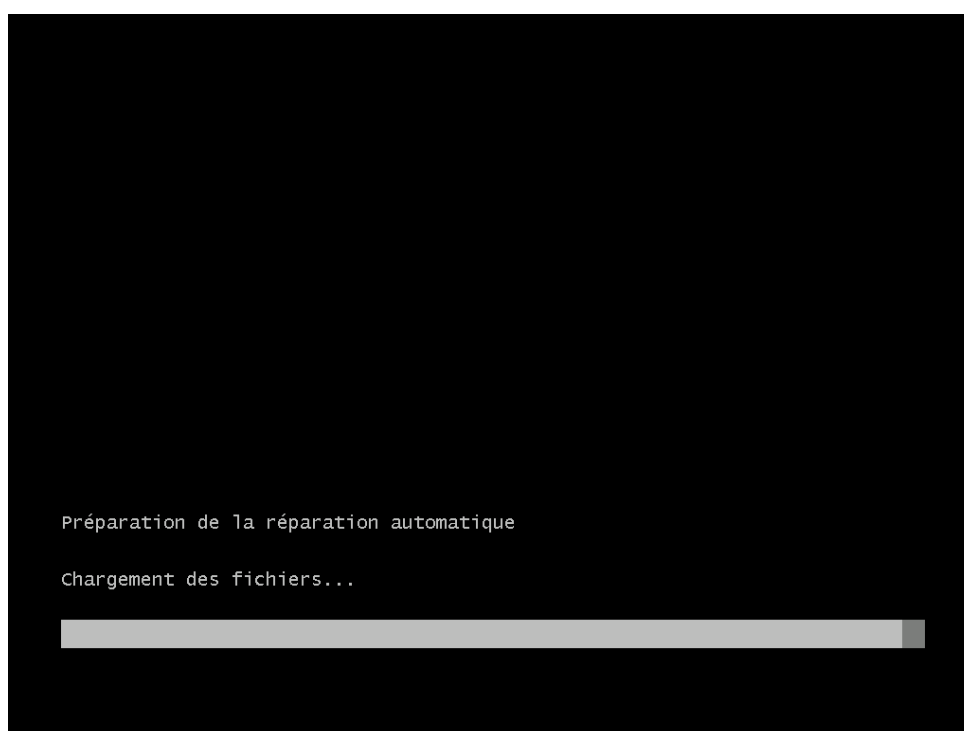 Préparation de la réparation automatique
Chargement des fichiers...